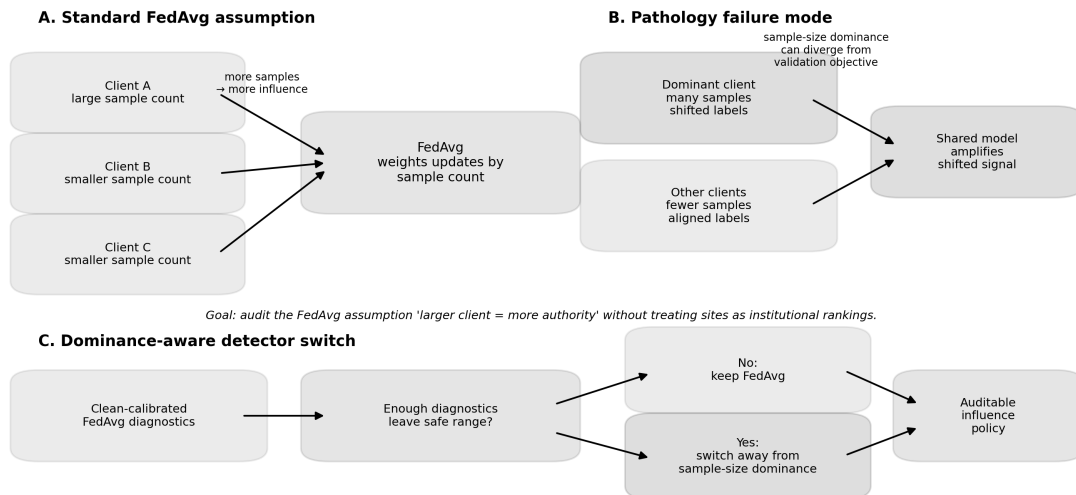 A. Standard FedAvg assumption
Client A
large sample count
more samples
→ more influence
Client B
smaller sample count
Client C
smaller sample count
FedAvg
weights updates by
sample count
B. Pathology failure mode
sample-size dominance
can diverge from
validation objective
Dominant client
many samples
shifted labels
Other clients
fewer samples
aligned labels
Shared model
amplifies
shifted signal
Goal: audit the FedAvg assumption 'larger client = more authority' without treating sites as institutional rankings.
C. Dominance-aware detector switch
Clean-calibrated
FedAvg diagnostics
Enough diagnostics
leave safe range?
No:
keep FedAvg
Yes:
switch away from
sample-size dominance
Auditable
influence
policy